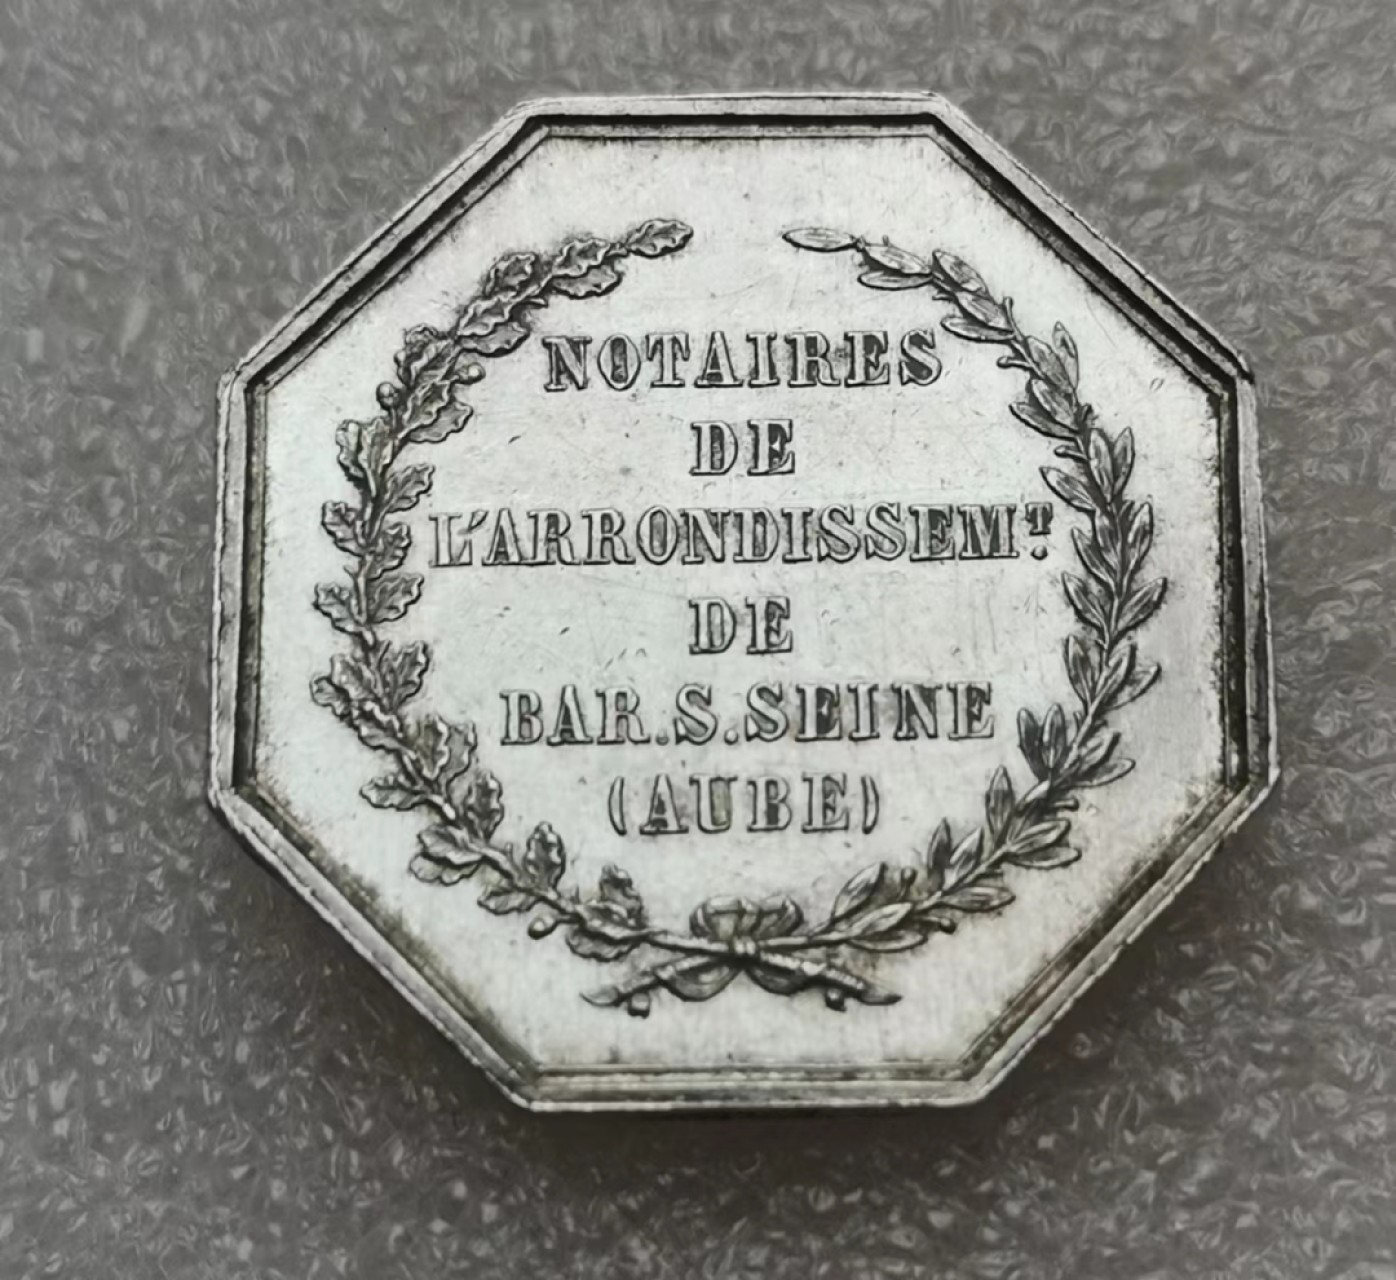 NOTAIRES
DE
L'ARRONDISSEMT.
DE
BAR.S.SEINE
(AUBE)